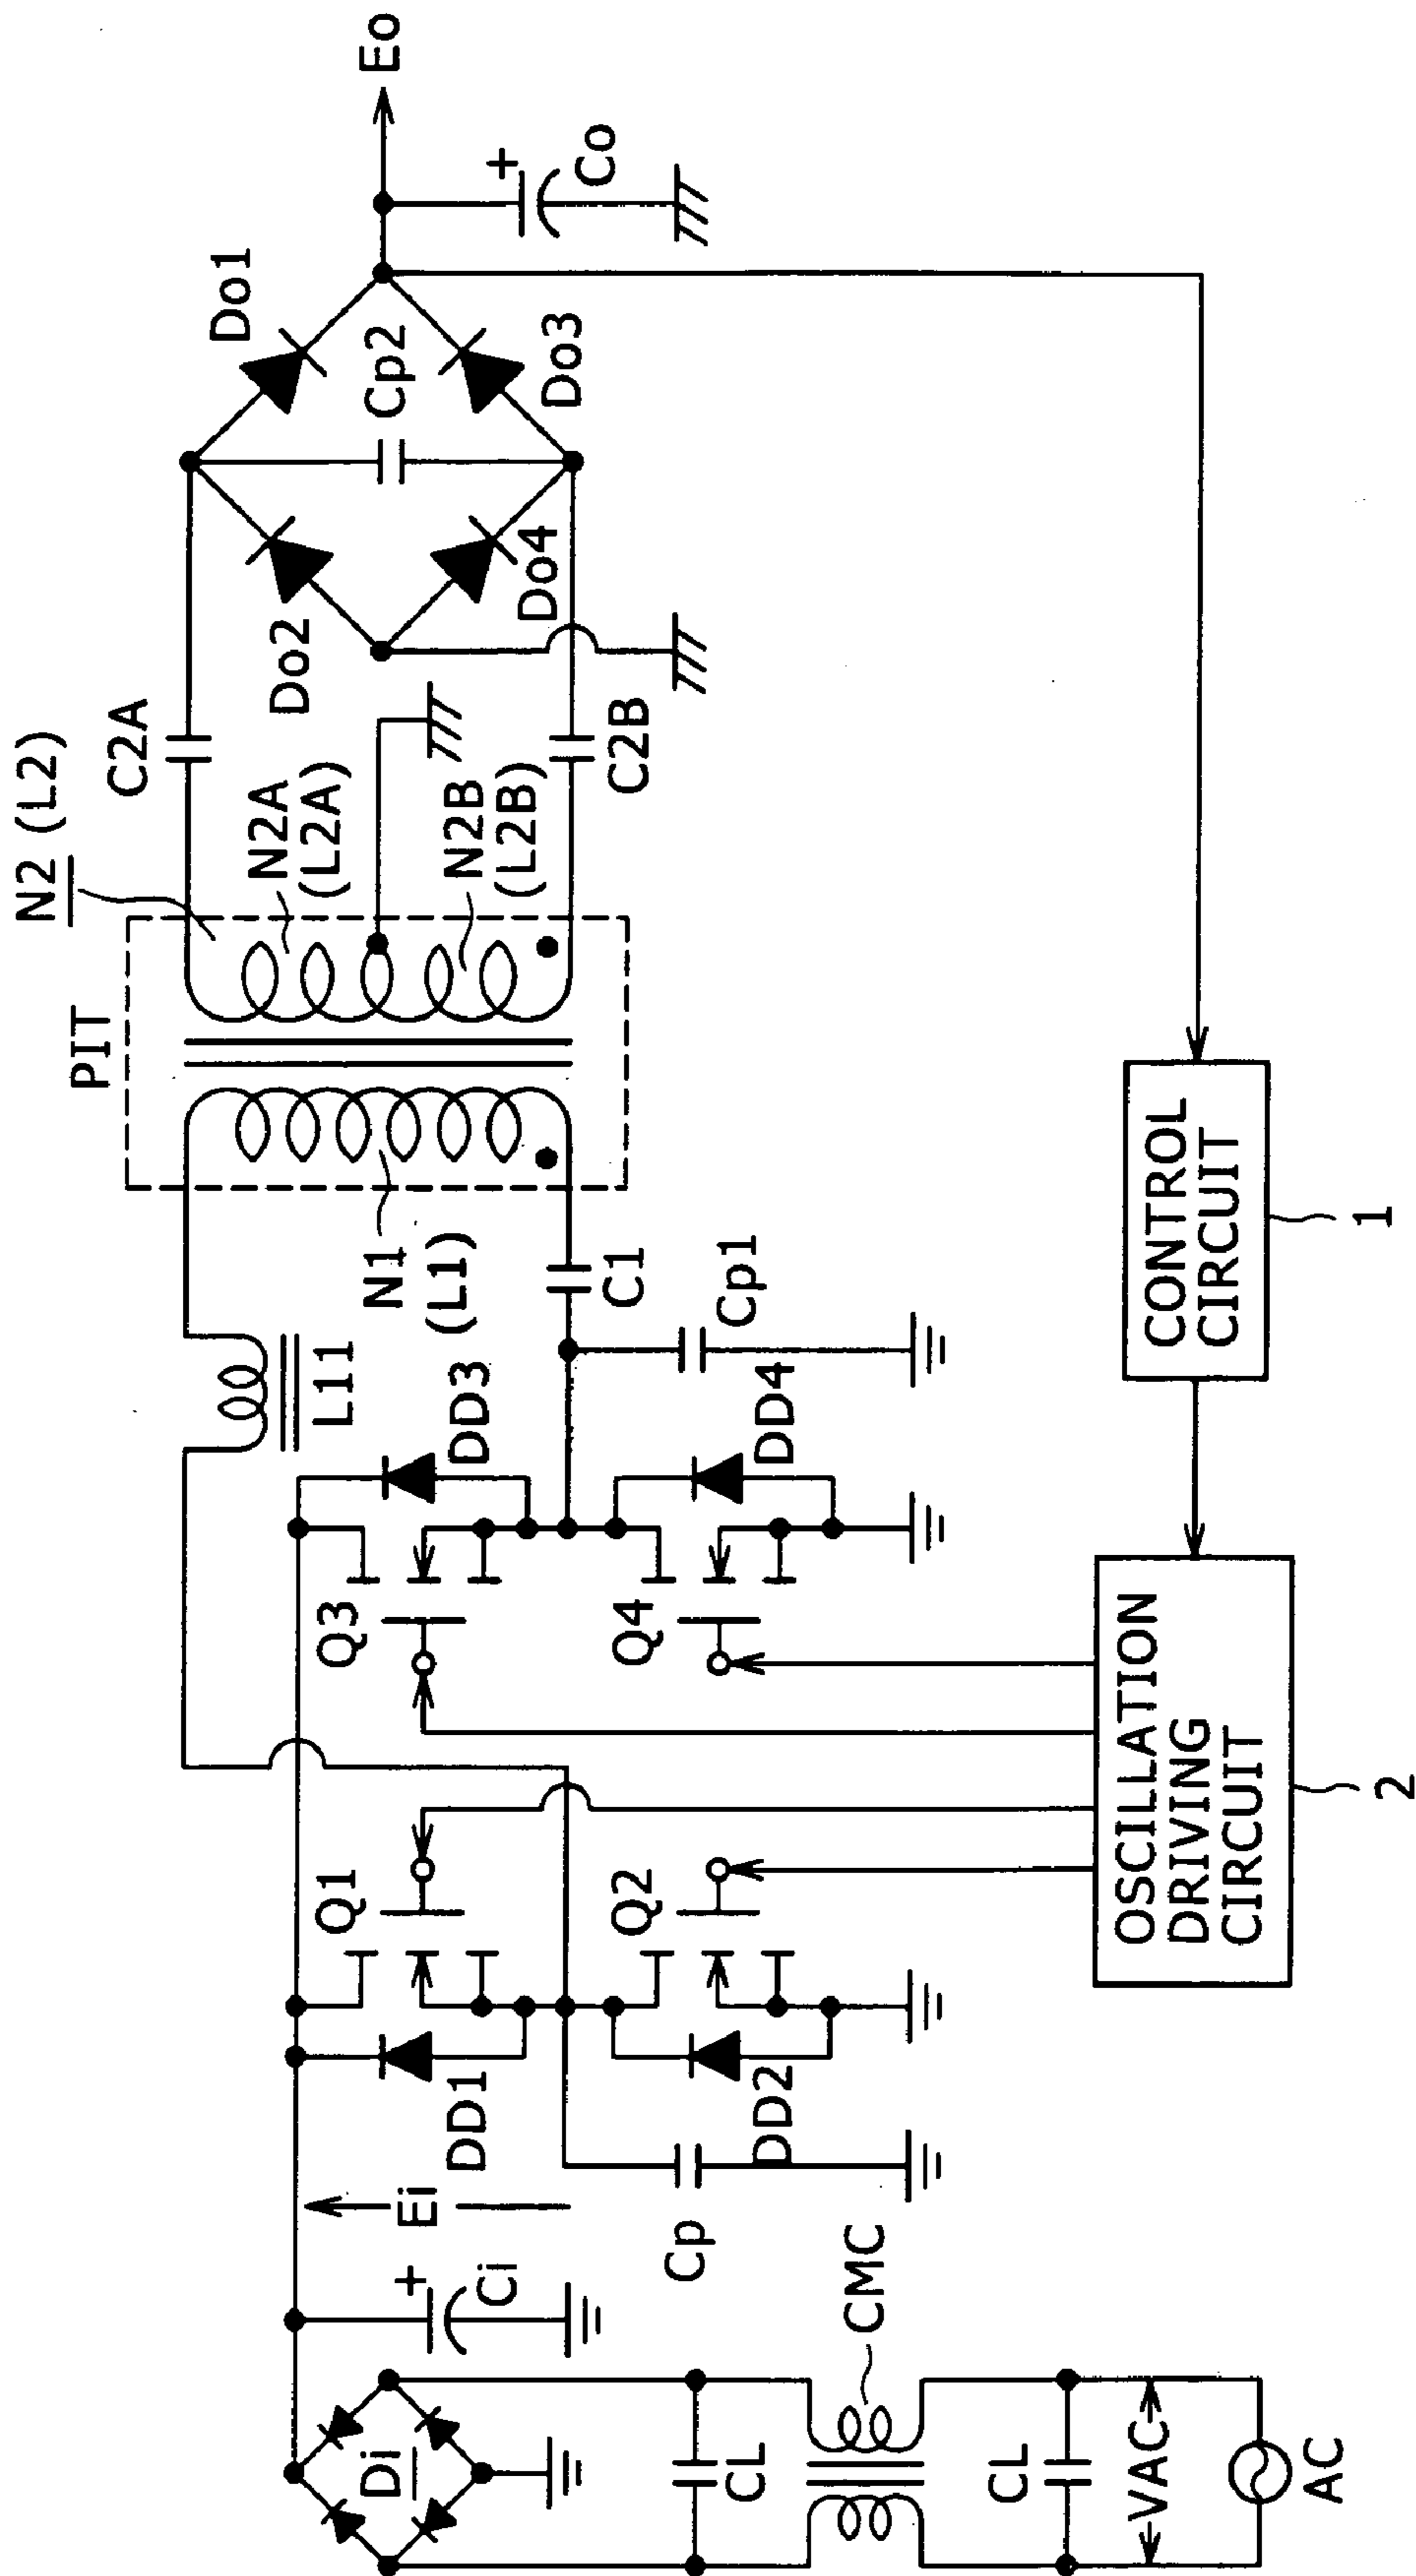 Eo
+
Co
Do1
Cp2
Do3
Do2
Do4
C2A
C2B
N2 (L2)
N2A
(L2A)
N2B
(L2B)
PIT
N1
(L1)
C1
Cp1
L11
DD3
DD4
Q3
Q4
Q1
Q2
DD1
DD2
Ei
Cp
+
Ci
Di
CMC
CL
CL
VAC
AC
CONTROL
CIRCUIT
1
OSCILLATION
DRIVING
CIRCUIT
2